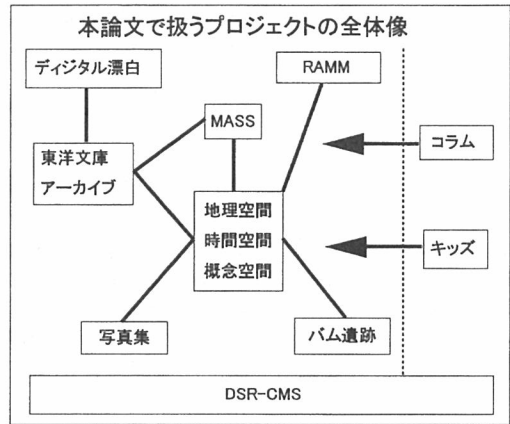 本論文で扱うプロジェクトの全体像
ディジタル漂白
RAMM
MASS
コラム
東洋文庫
アーカイブ
地理空間
時間空間
概念空間
キッズ
写真集
バム遺跡
DSR-CMS